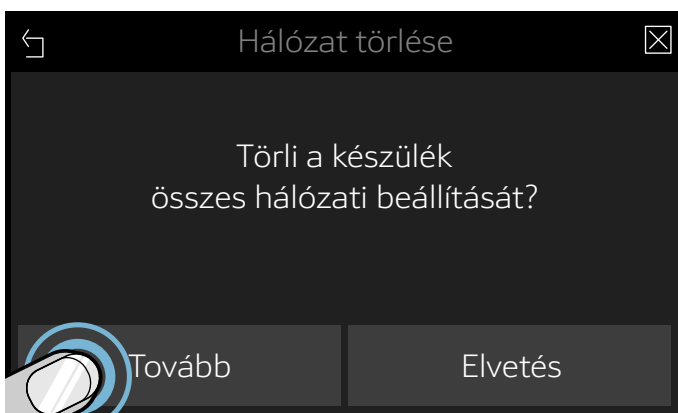 Hálózat törlése
Törli a készülék
összes hálózati beállítását?
Tovább
Elvetés